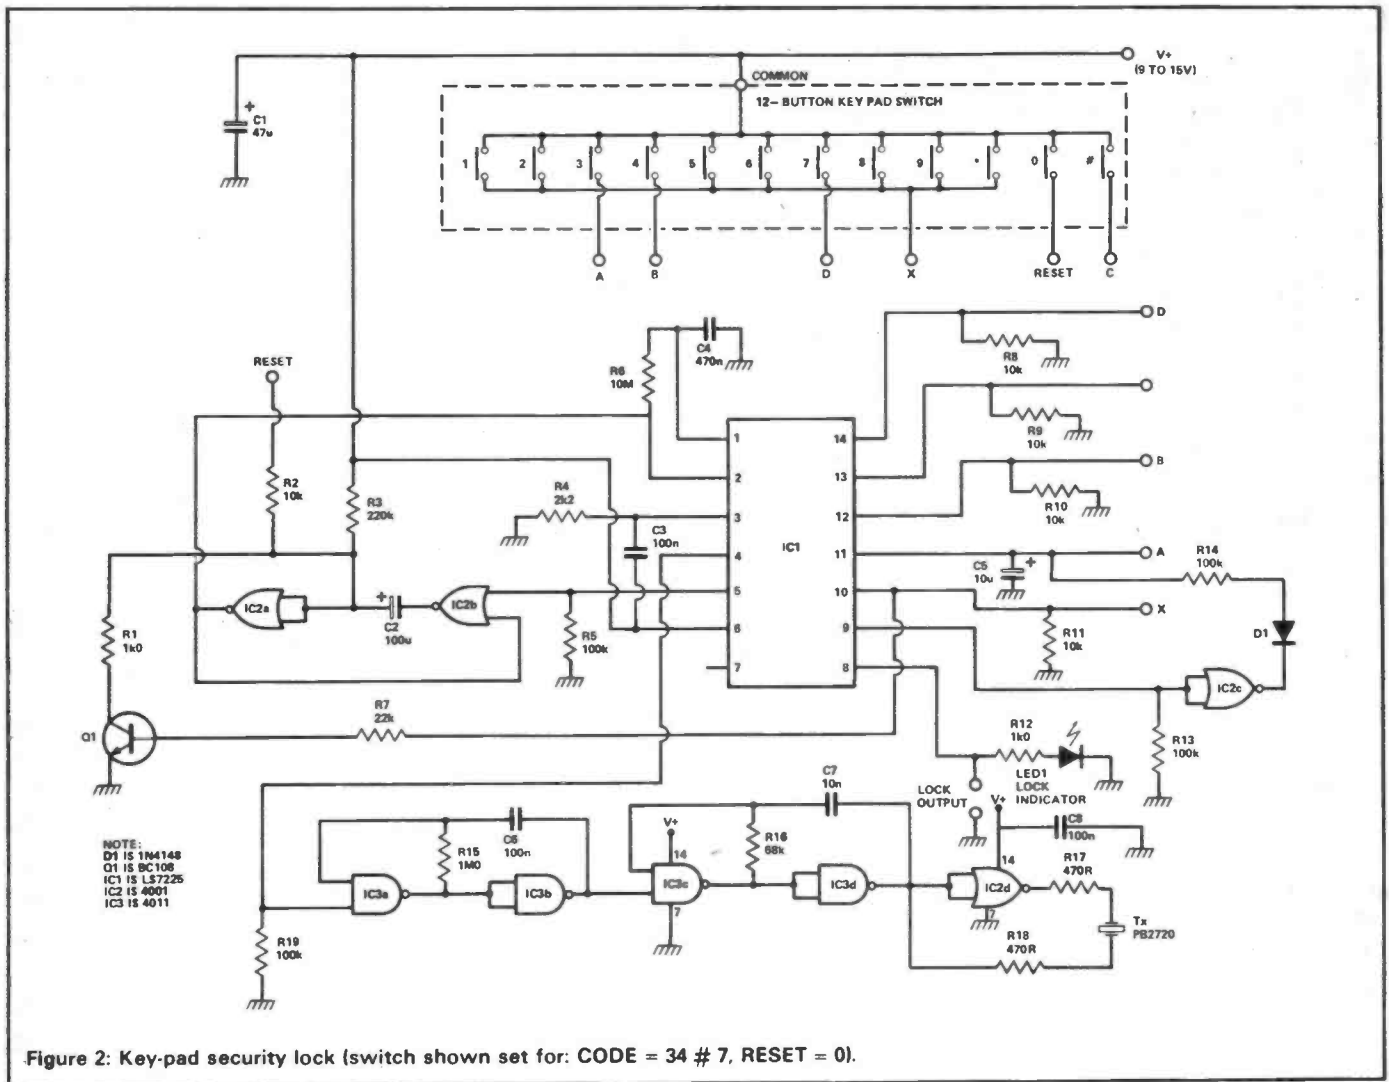 V+
(9 TO 15V)
COMMON
12- BUTTON KEY PAD SWITCH
+
C1
47u
1
2
3
4
5
6
7
8
9
*
0
#
A
B
D
X
RESET
C
RESET
R6
10M
C4
470n
R8
10k
D
R9
10k
R10
10k
B
R2
10k
R3
220k
R4
2k2
C3
100n
IC1
1
2
3
4
5
6
7
14
13
12
11
10
9
8
C5
10u
+
A
R14
100k
X
R11
10k
D1
IC2a
+
C2
100u
IC2b
R5
100k
R1
1k0
IC2c
R13
100k
R7
22k
Q1
R12
1k0
LED1
LOCK
INDICATOR
LOCK
OUTPUT
C7
10n
V+
C8
100n
NOTE:
D1 IS 1N4148
Q1 IS BC108
IC1 IS LS7225
IC2 IS 4001
IC3 IS 4011
C6
100n
R15
1M0
V+
14
R16
68k
14
R17
470R
IC3a
IC3b
IC3c
IC3d
IC2d
7
7
R19
100k
R18
470R
Tx
PB2720
Figure 2: Key-pad security lock (switch shown set for: CODE = 34 # 7, RESET = 0).